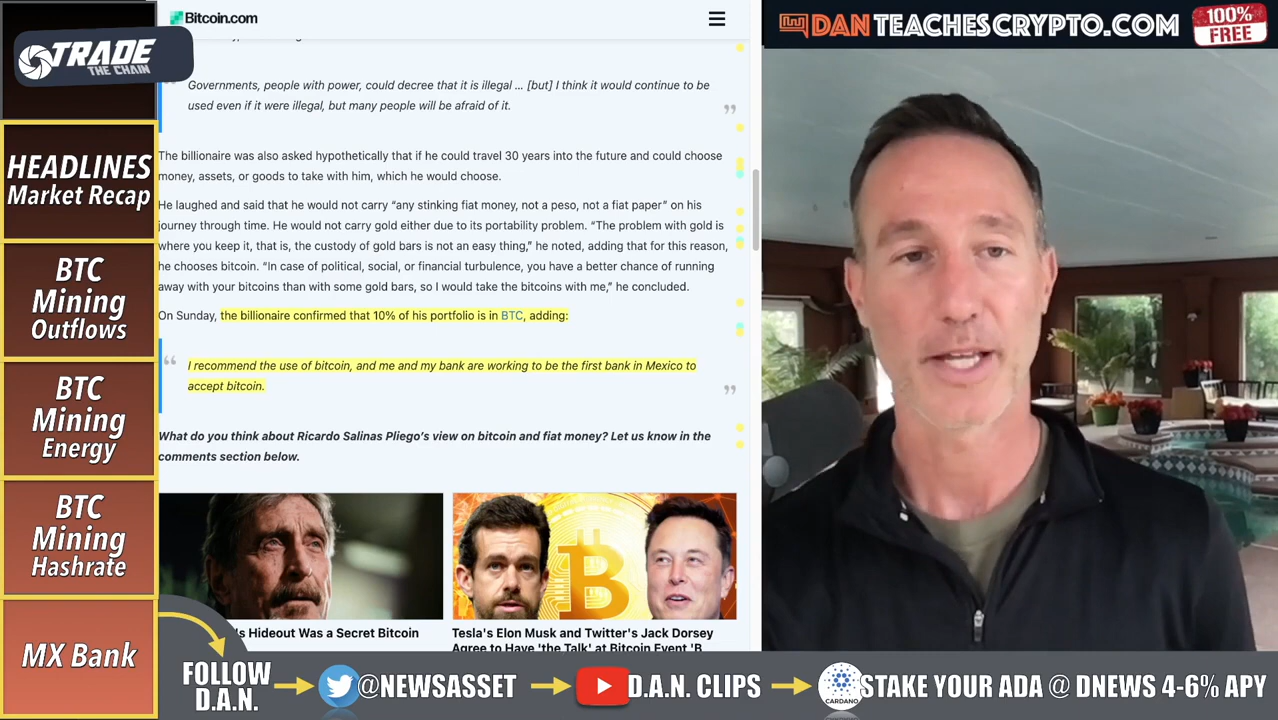 TRADE
THE CHAIN
HEADLINES
Market Recap
BTC
Mining
Outflows
BTC
Mining
Energy
BTC
Mining
Hashrate
MX Bank
Bitcoin.com
Governments, people with power, could decree that it is illegal ... [but] I think it would continue to be
used even if it were illegal, but many people will be afraid of it.
The billionaire was also asked hypothetically that if he could travel 30 years into the future and could choose
money, assets, or goods to take with him, which he would choose.
He laughed and said that he would not carry “any stinking fiat money, not a peso, not a fiat paper” on his
journey through time. He would not carry gold either due to its portability problem. “The problem with gold is
where you keep it, that is, the custody of gold bars is not an easy thing,” he noted, adding that for this reason,
he chooses bitcoin. “In case of political, social, or financial turbulence, you have a better chance of running
away with your bitcoins than with some gold bars, so I would take the bitcoins with me,” he concluded.
On Sunday, the billionaire confirmed that 10% of his portfolio is in BTC, adding:
“
I recommend the use of bitcoin, and me and my bank are working to be the first bank in Mexico to
accept bitcoin.
”
What do you think about Ricardo Salinas Pliego’s view on bitcoin and fiat money? Let us know in the
comments section below.
Hideout Was a Secret Bitcoin
Tesla's Elon Musk and Twitter's Jack Dorsey
Agree to Have 'the Talk' at Bitcoin Event 'B
DANTEACHESCRYPTO.COM
100%
FREE
FOLLOW
D.A.N.
@NEWSASSET
D.A.N. CLIPS
CARDANO
STAKE YOUR ADA @ DNEWS 4-6% APY